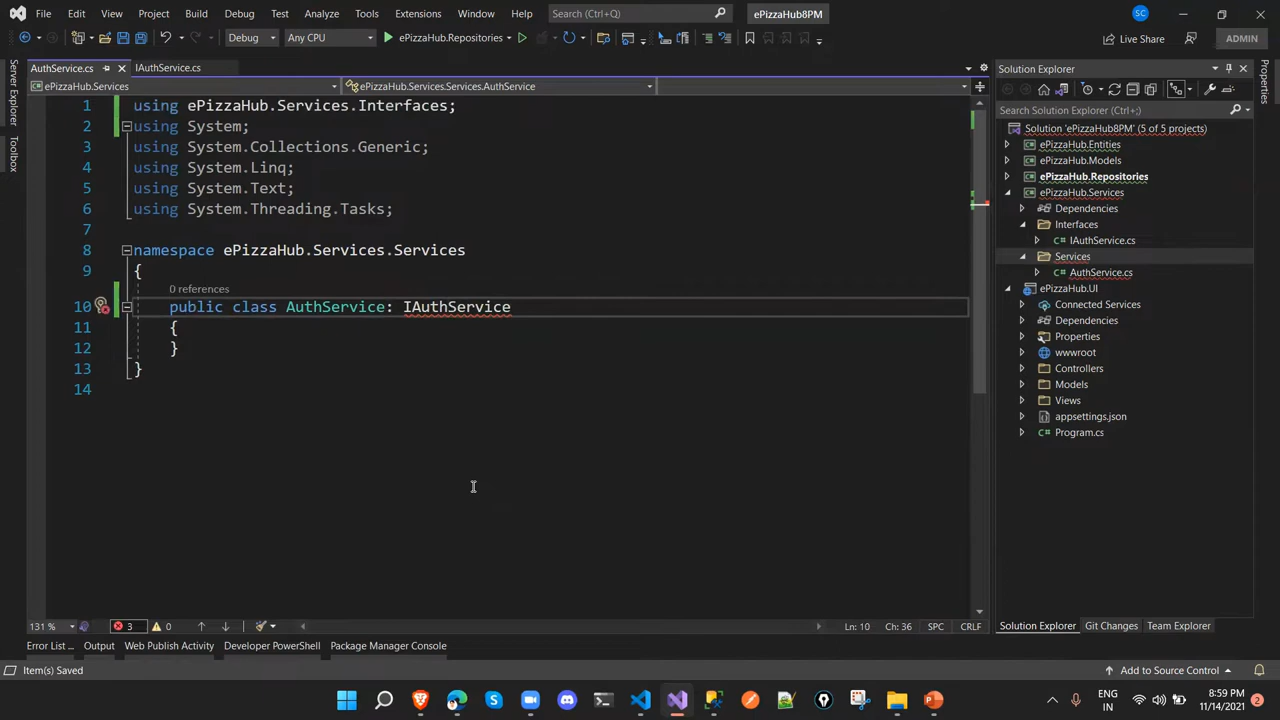 File Edit View Project Build Debug Test Analyze Tools Extensions Window Help Search (Ctrl+Q) ePizzaHub8PM SC
Debug Any CPU ePizzaHub.Repositories Live Share ADMIN
Server Explorer
Toolbox
AuthService.cs IAuthService.cs
ePizzaHub.Services ePizzaHub.Services.Services.AuthService
1 using ePizzaHub.Services.Interfaces;
2 using System;
3 using System.Collections.Generic;
4 using System.Linq;
5 using System.Text;
6 using System.Threading.Tasks;
7
8 namespace ePizzaHub.Services.Services
9 {
0 references
10 public class AuthService: IAuthService
11 {
12 }
13 }
14
131 % 3 0 Ln: 10 Ch: 36 SPC CRLF
Solution Explorer
Search Solution Explorer (Ctrl+;)
Solution 'ePizzaHub8PM' (5 of 5 projects)
ePizzaHub.Entities
ePizzaHub.Models
ePizzaHub.Repositories
ePizzaHub.Services
Dependencies
Interfaces
C# IAuthService.cs
Services
C# AuthService.cs
ePizzaHub.UI
Connected Services
Dependencies
Properties
wwwroot
Controllers
Models
Views
appsettings.json
C# Program.cs
Solution Explorer Git Changes Team Explorer
Properties
Error List ... Output Web Publish Activity Developer PowerShell Package Manager Console
Item(s) Saved Add to Source Control
ENG
IN
8:59 PM
11/14/2021
2